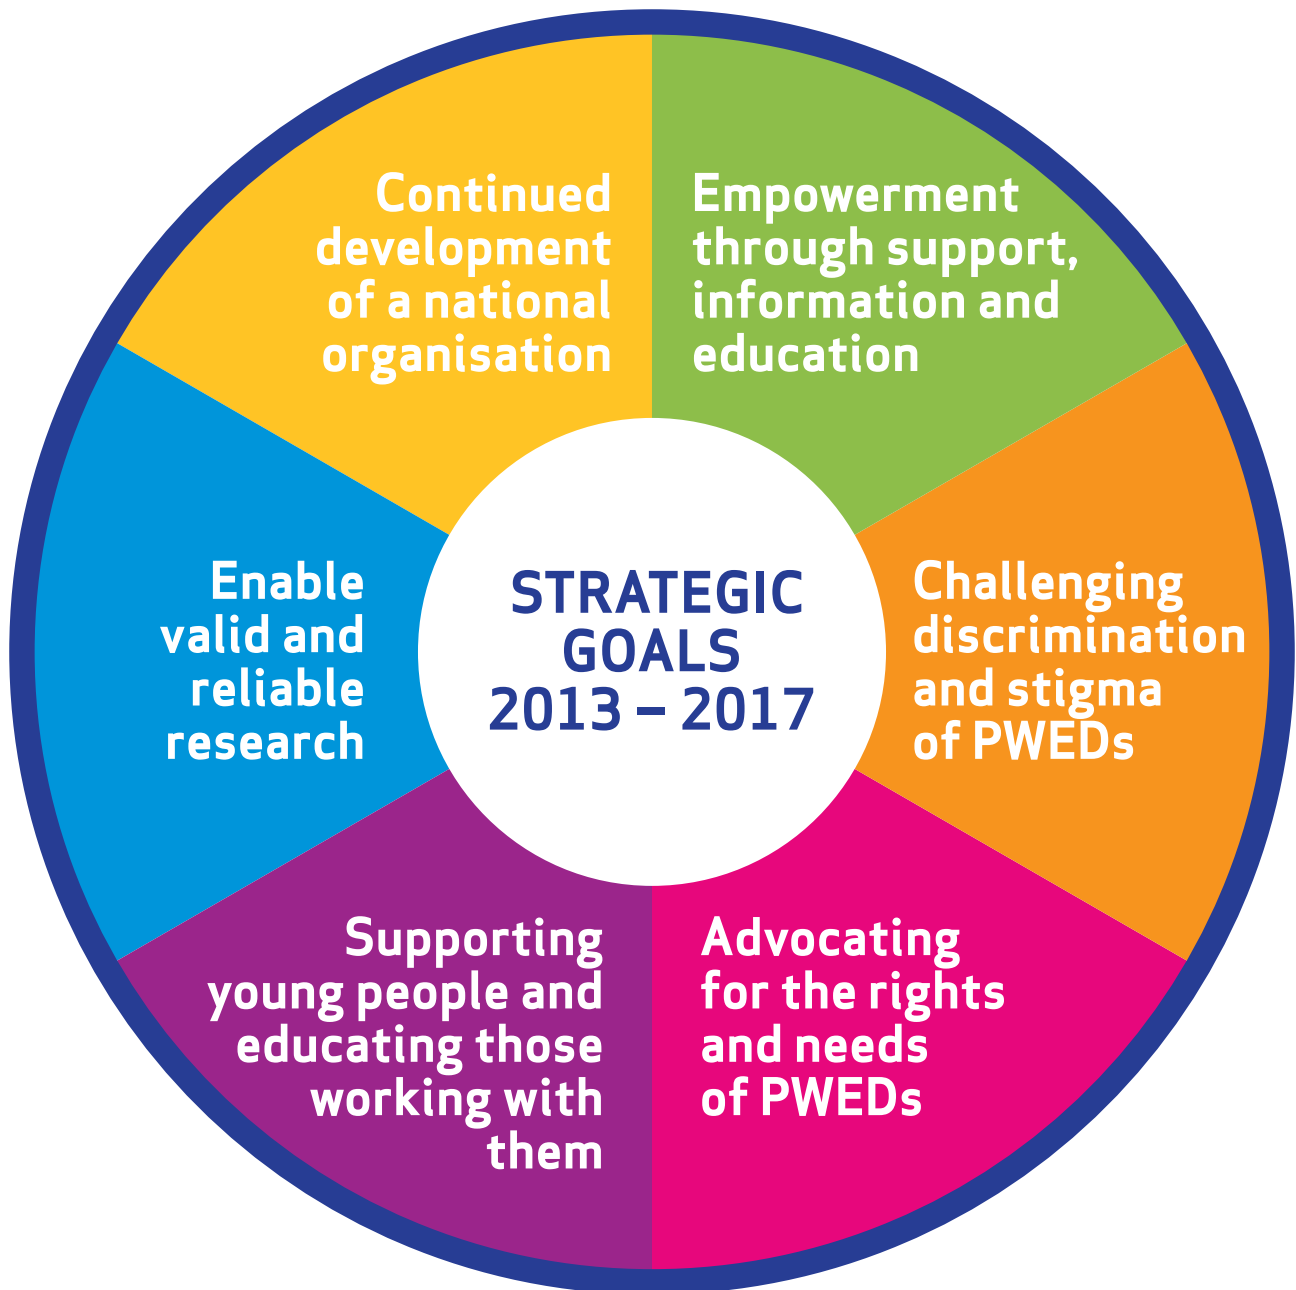 Continued
development
of a national
organisation
Empowerment
through support,
information and
education
Enable
valid and
reliable
research
STRATEGIC
GOALS
2013 – 2017
Challenging
discrimination
and stigma
of PWEDs
Supporting
young people and
educating those
working with
them
Advocating
for the rights
and needs
of PWEDs